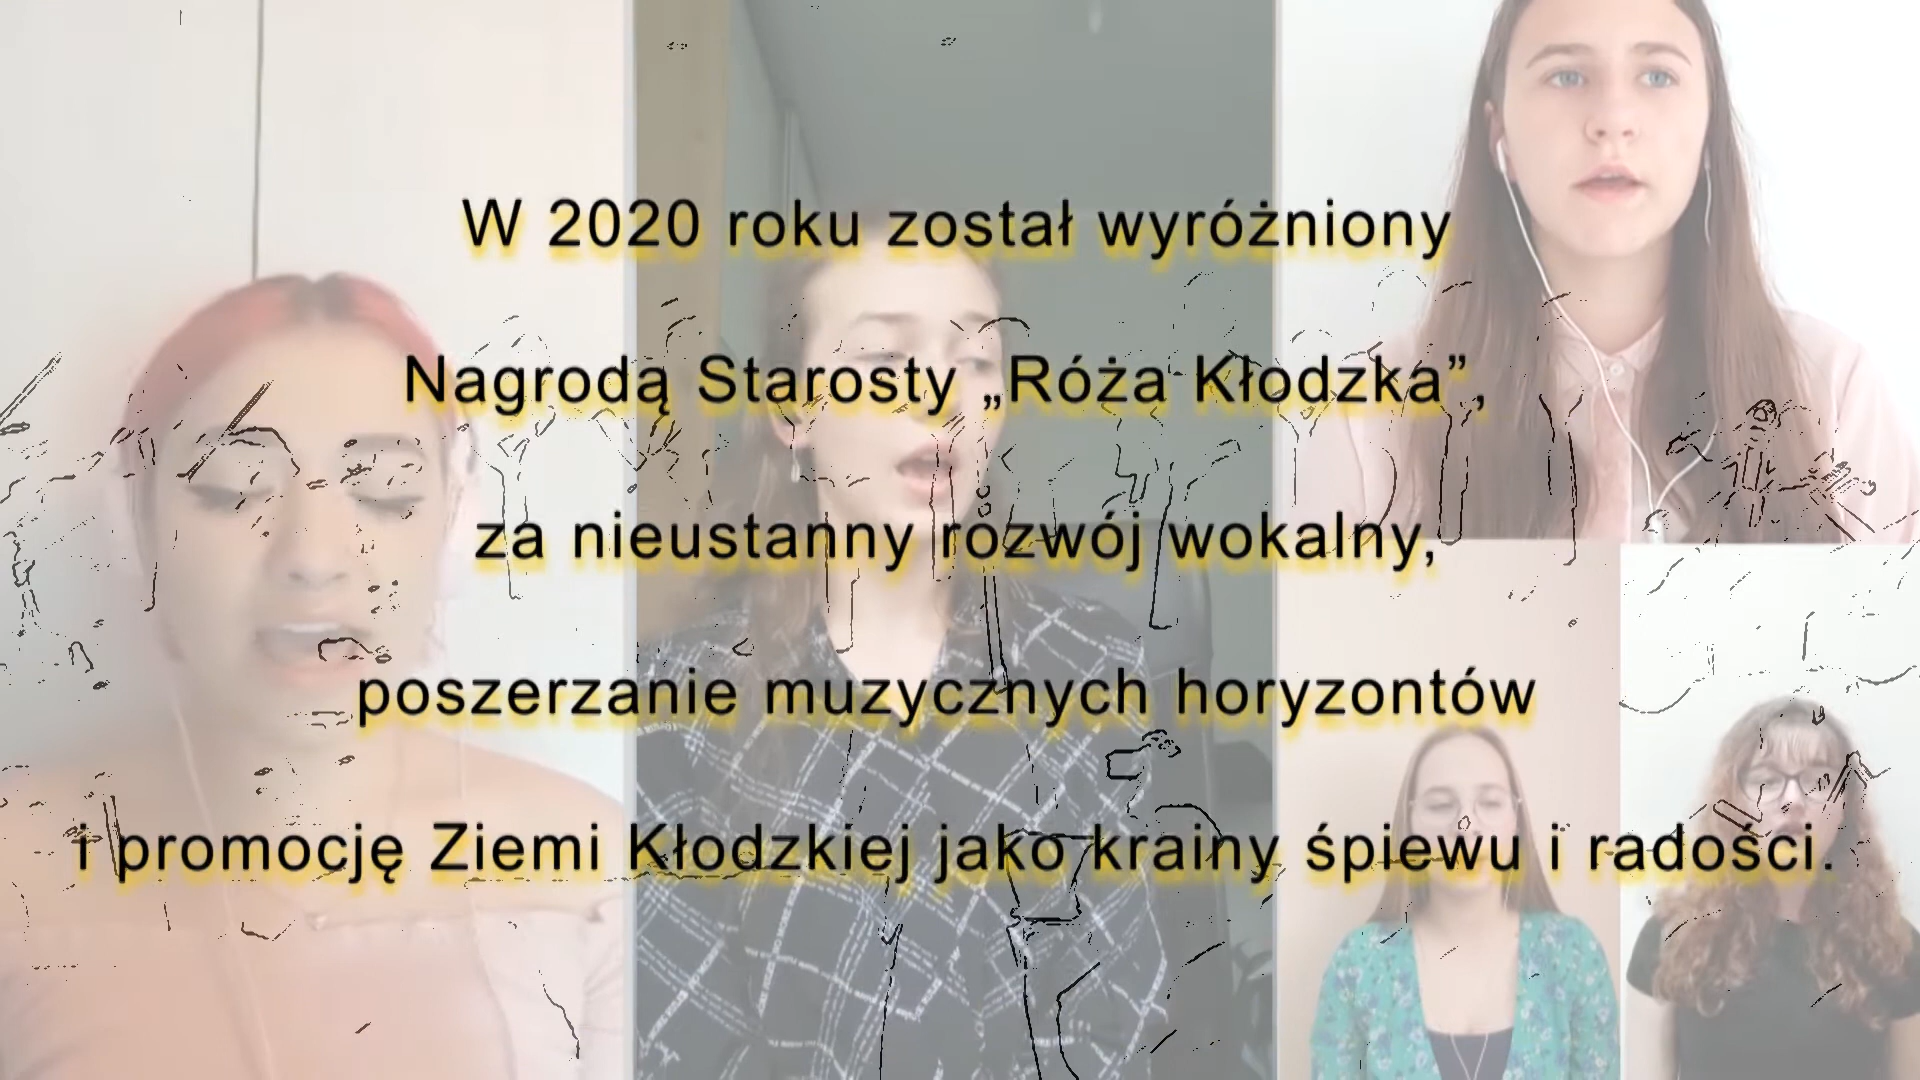 W 2020 roku został wyróżniony
Nagrodą Starosty „Róża Kłodzka”,
za nieustanny rozwój wokalny,
poszerzanie muzycznych horyzontów
i promocję Ziemi Kłodzkiej jako krainy śpiewu i radości.